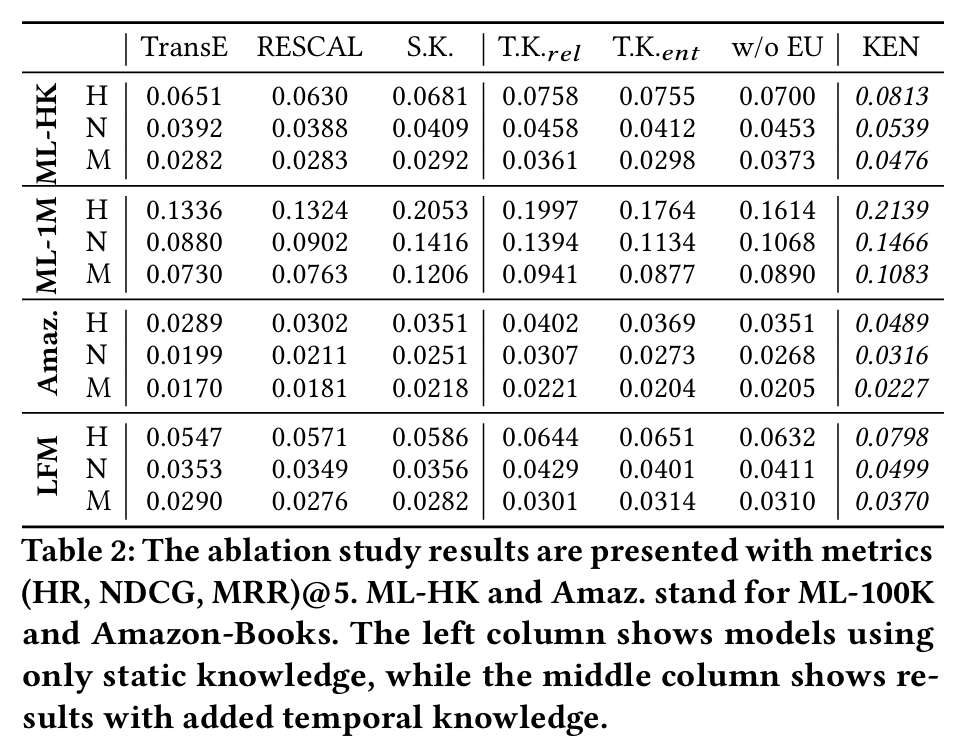 TransE RESCAL S.K. T.K.rel T.K.ent w/o EU KEN
ML-HK
H 0.0651 0.0630 0.0681 0.0758 0.0755 0.0700 0.0813
N 0.0392 0.0388 0.0409 0.0458 0.0412 0.0453 0.0539
M 0.0282 0.0283 0.0292 0.0361 0.0298 0.0373 0.0476
ML-1M
H 0.1336 0.1324 0.2053 0.1997 0.1764 0.1614 0.2139
N 0.0880 0.0902 0.1416 0.1394 0.1134 0.1068 0.1466
M 0.0730 0.0763 0.1206 0.0941 0.0877 0.0890 0.1083
Amaz.
H 0.0289 0.0302 0.0351 0.0402 0.0369 0.0351 0.0489
N 0.0199 0.0211 0.0251 0.0307 0.0273 0.0268 0.0316
M 0.0170 0.0181 0.0218 0.0221 0.0204 0.0205 0.0227
LFM
H 0.0547 0.0571 0.0586 0.0644 0.0651 0.0632 0.0798
N 0.0353 0.0349 0.0356 0.0429 0.0401 0.0411 0.0499
M 0.0290 0.0276 0.0282 0.0301 0.0314 0.0310 0.0370
Table 2: The ablation study results are presented with metrics
(HR, NDCG, MRR)@5. ML-HK and Amaz. stand for ML-100K
and Amazon-Books. The left column shows models using
only static knowledge, while the middle column shows re-
sults with added temporal knowledge.